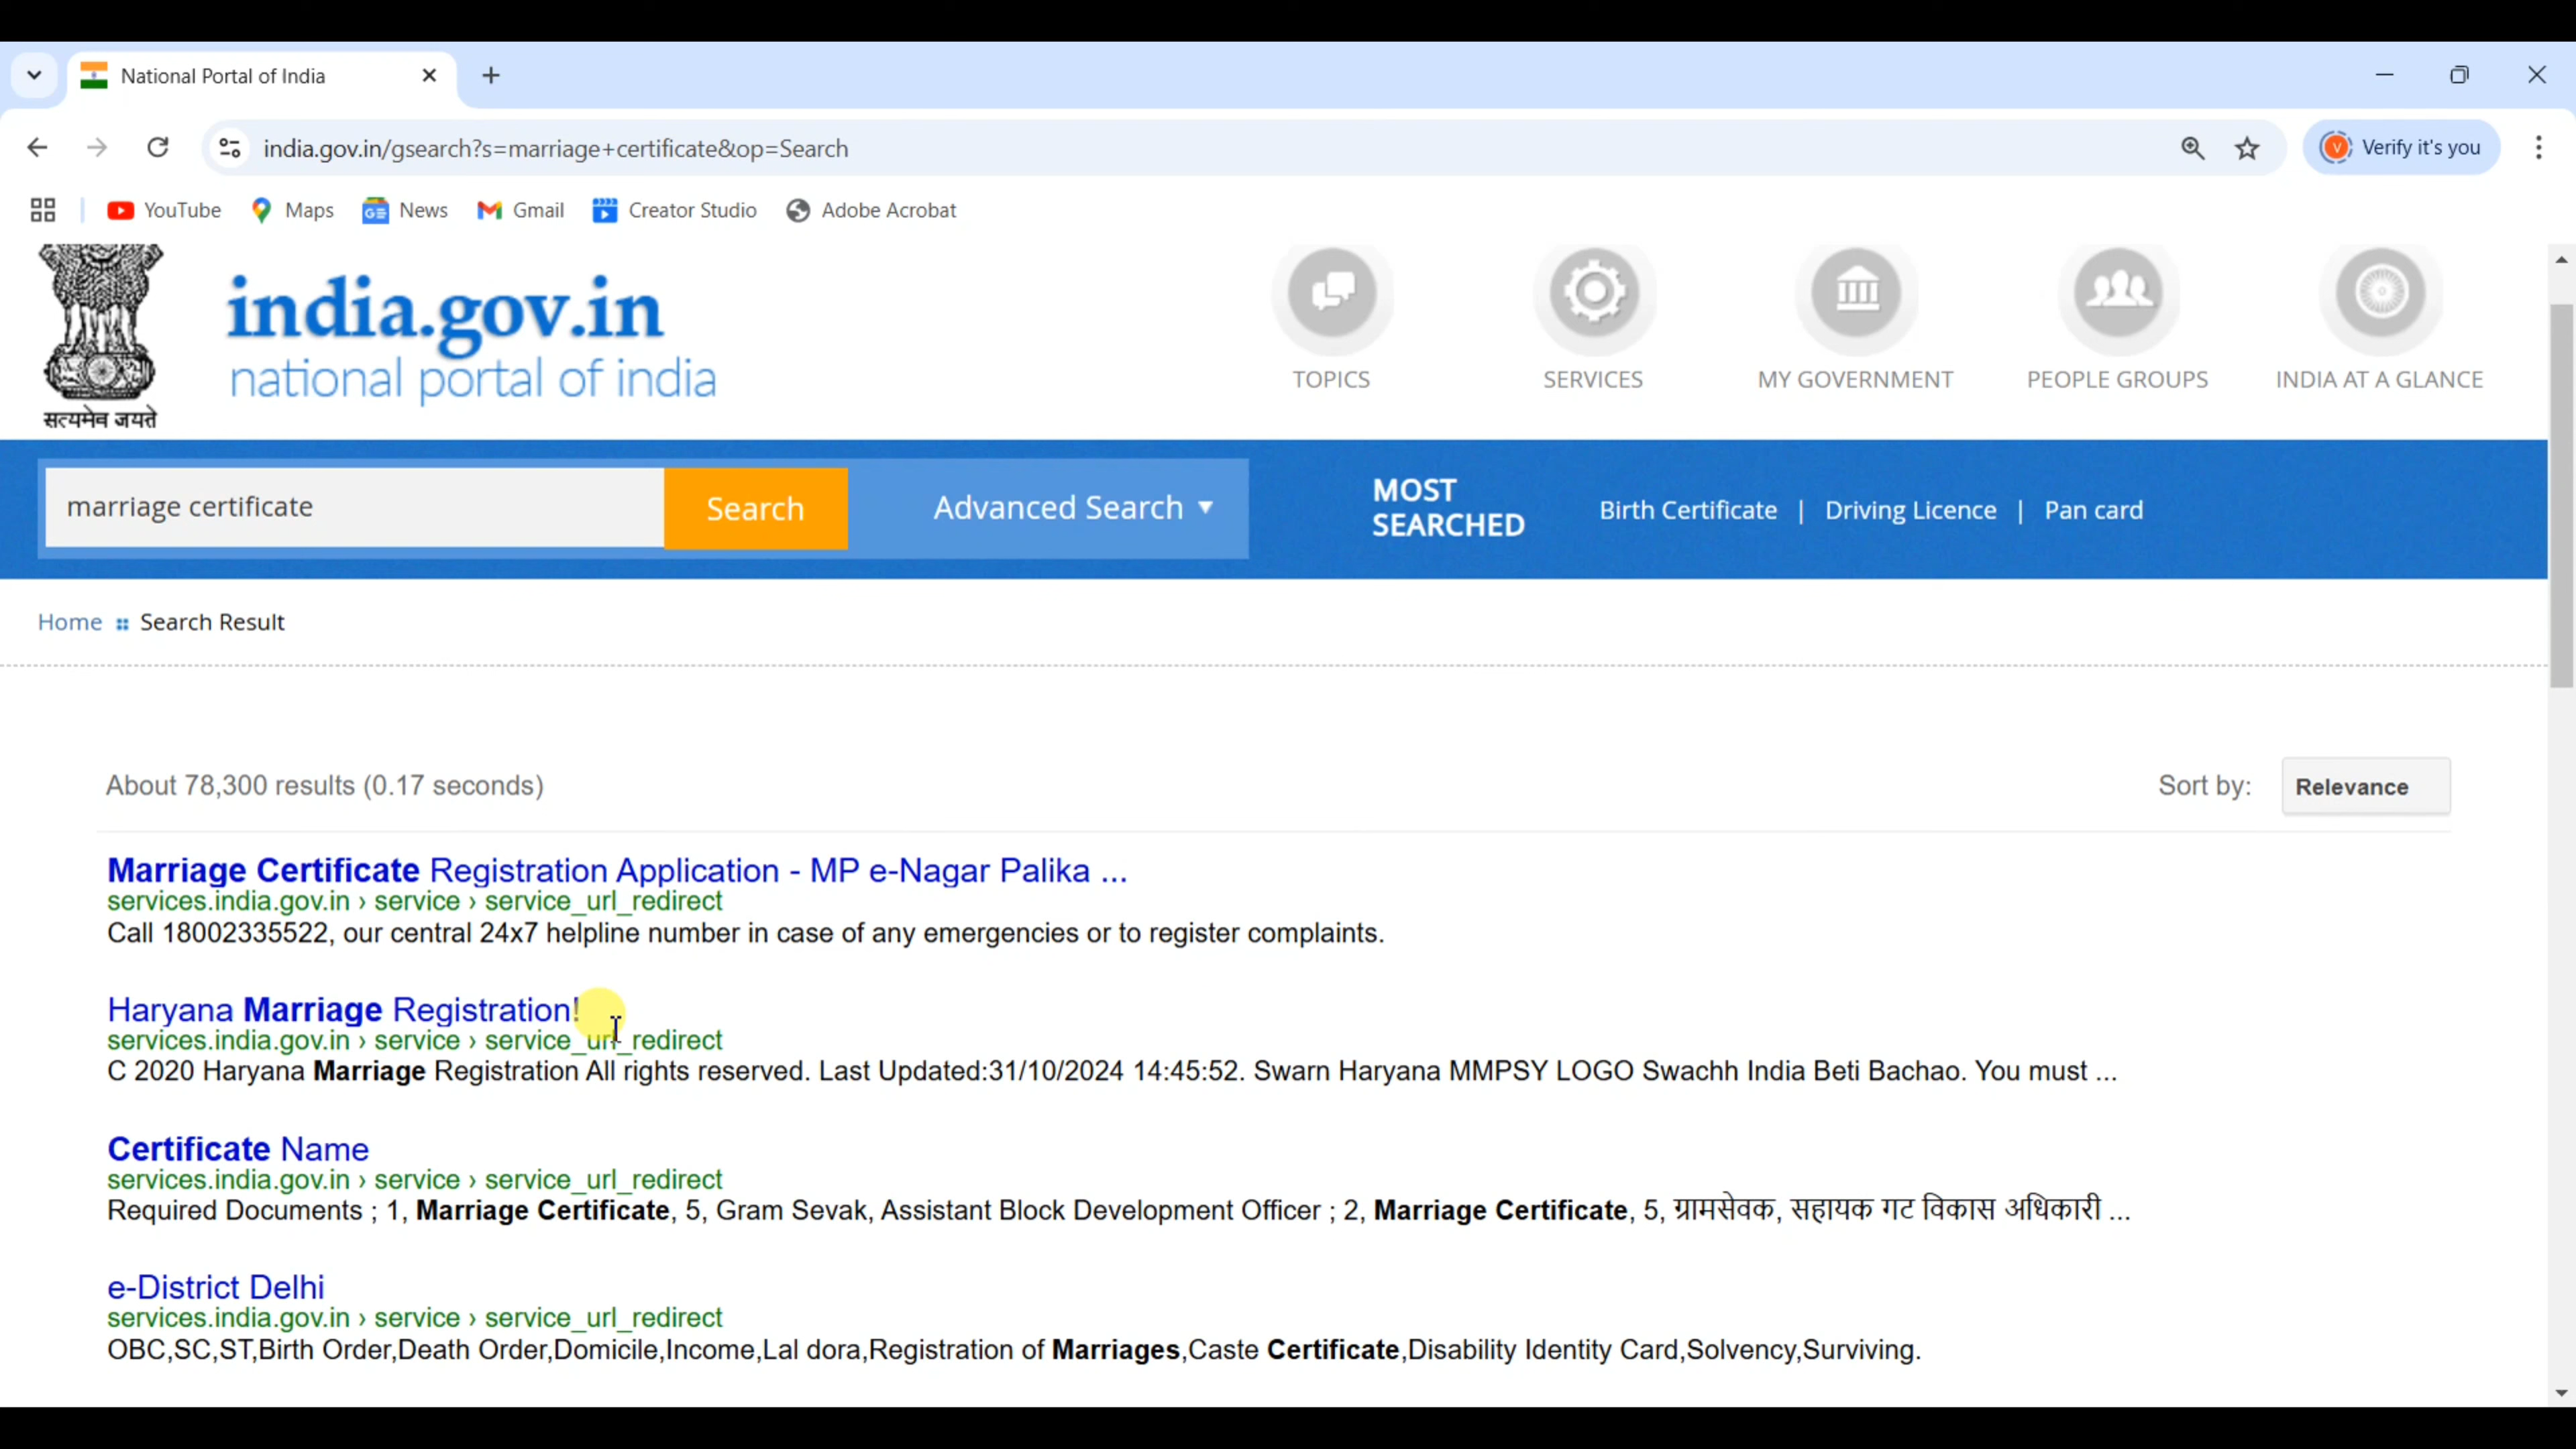 National Portal of India
india.gov.in/gsearch?s=marriage+certificate&op=Search
Verify it's you
YouTube Maps News Gmail Creator Studio Adobe Acrobat
सत्यमेव जयते
india.gov.in
national portal of india
TOPICS SERVICES MY GOVERNMENT PEOPLE GROUPS INDIA AT A GLANCE
marriage certificate Search Advanced Search ▼
MOST
SEARCHED
Birth Certificate | Driving Licence | Pan card
Home Search Result
About 78,300 results (0.17 seconds)
Sort by: Relevance
Marriage Certificate Registration Application - MP e-Nagar Palika ...
services.india.gov.in › service › service_url_redirect
Call 18002335522, our central 24x7 helpline number in case of any emergencies or to register complaints.
Haryana Marriage Registration!
services.india.gov.in › service › service_url_redirect
C 2020 Haryana Marriage Registration All rights reserved. Last Updated:31/10/2024 14:45:52. Swarn Haryana MMPSY LOGO Swachh India Beti Bachao. You must ...
Certificate Name
services.india.gov.in › service › service_url_redirect
Required Documents ; 1, Marriage Certificate, 5, Gram Sevak, Assistant Block Development Officer ; 2, Marriage Certificate, 5, ग्रामसेवक, सहायक गट विकास अधिकारी ...
e-District Delhi
services.india.gov.in › service › service_url_redirect
OBC,SC,ST,Birth Order,Death Order,Domicile,Income,Lal dora,Registration of Marriages,Caste Certificate,Disability Identity Card,Solvency,Surviving.